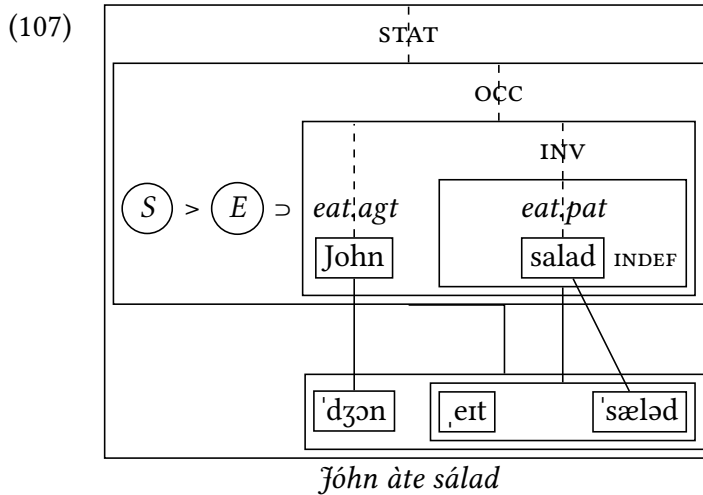 (107)
STAT
OCC
INV
S > E ⊃ eat.agt eat.pat
John salad INDEF
ˈdʒɔn ˌeɪt ˈsæləd
Jóhn àte sálad